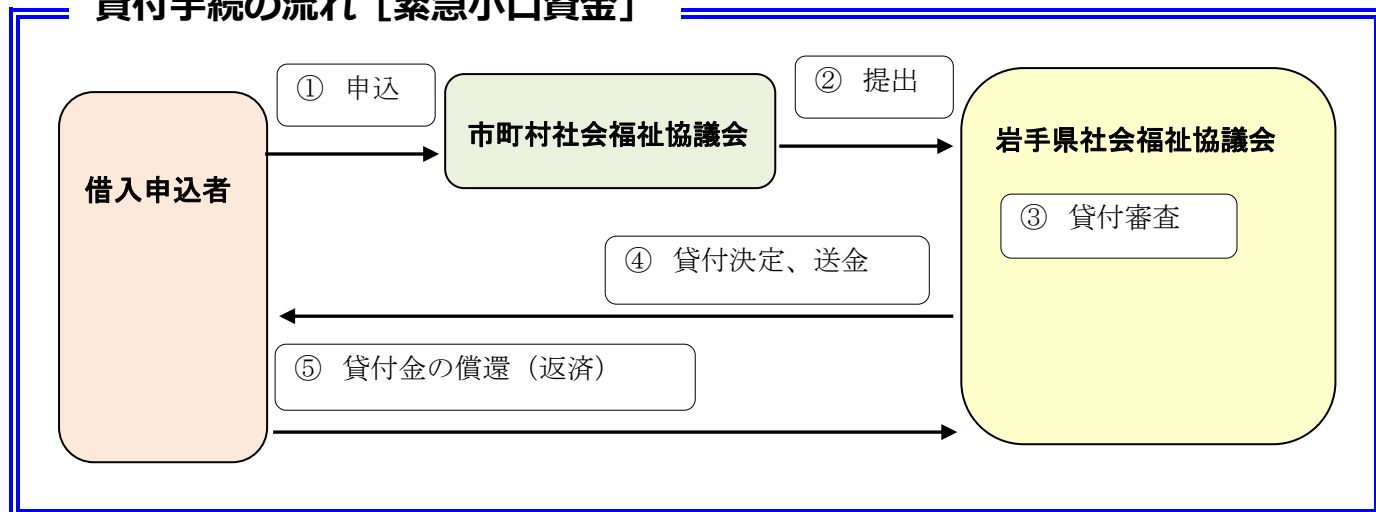 貸付手続の流れ［緊急小口資金］
① 申込
② 提出
市町村社会福祉協議会
岩手県社会福祉協議会
借入申込者
③ 貸付審査
④ 貸付決定、送金
⑤ 貸付金の償還（返済）